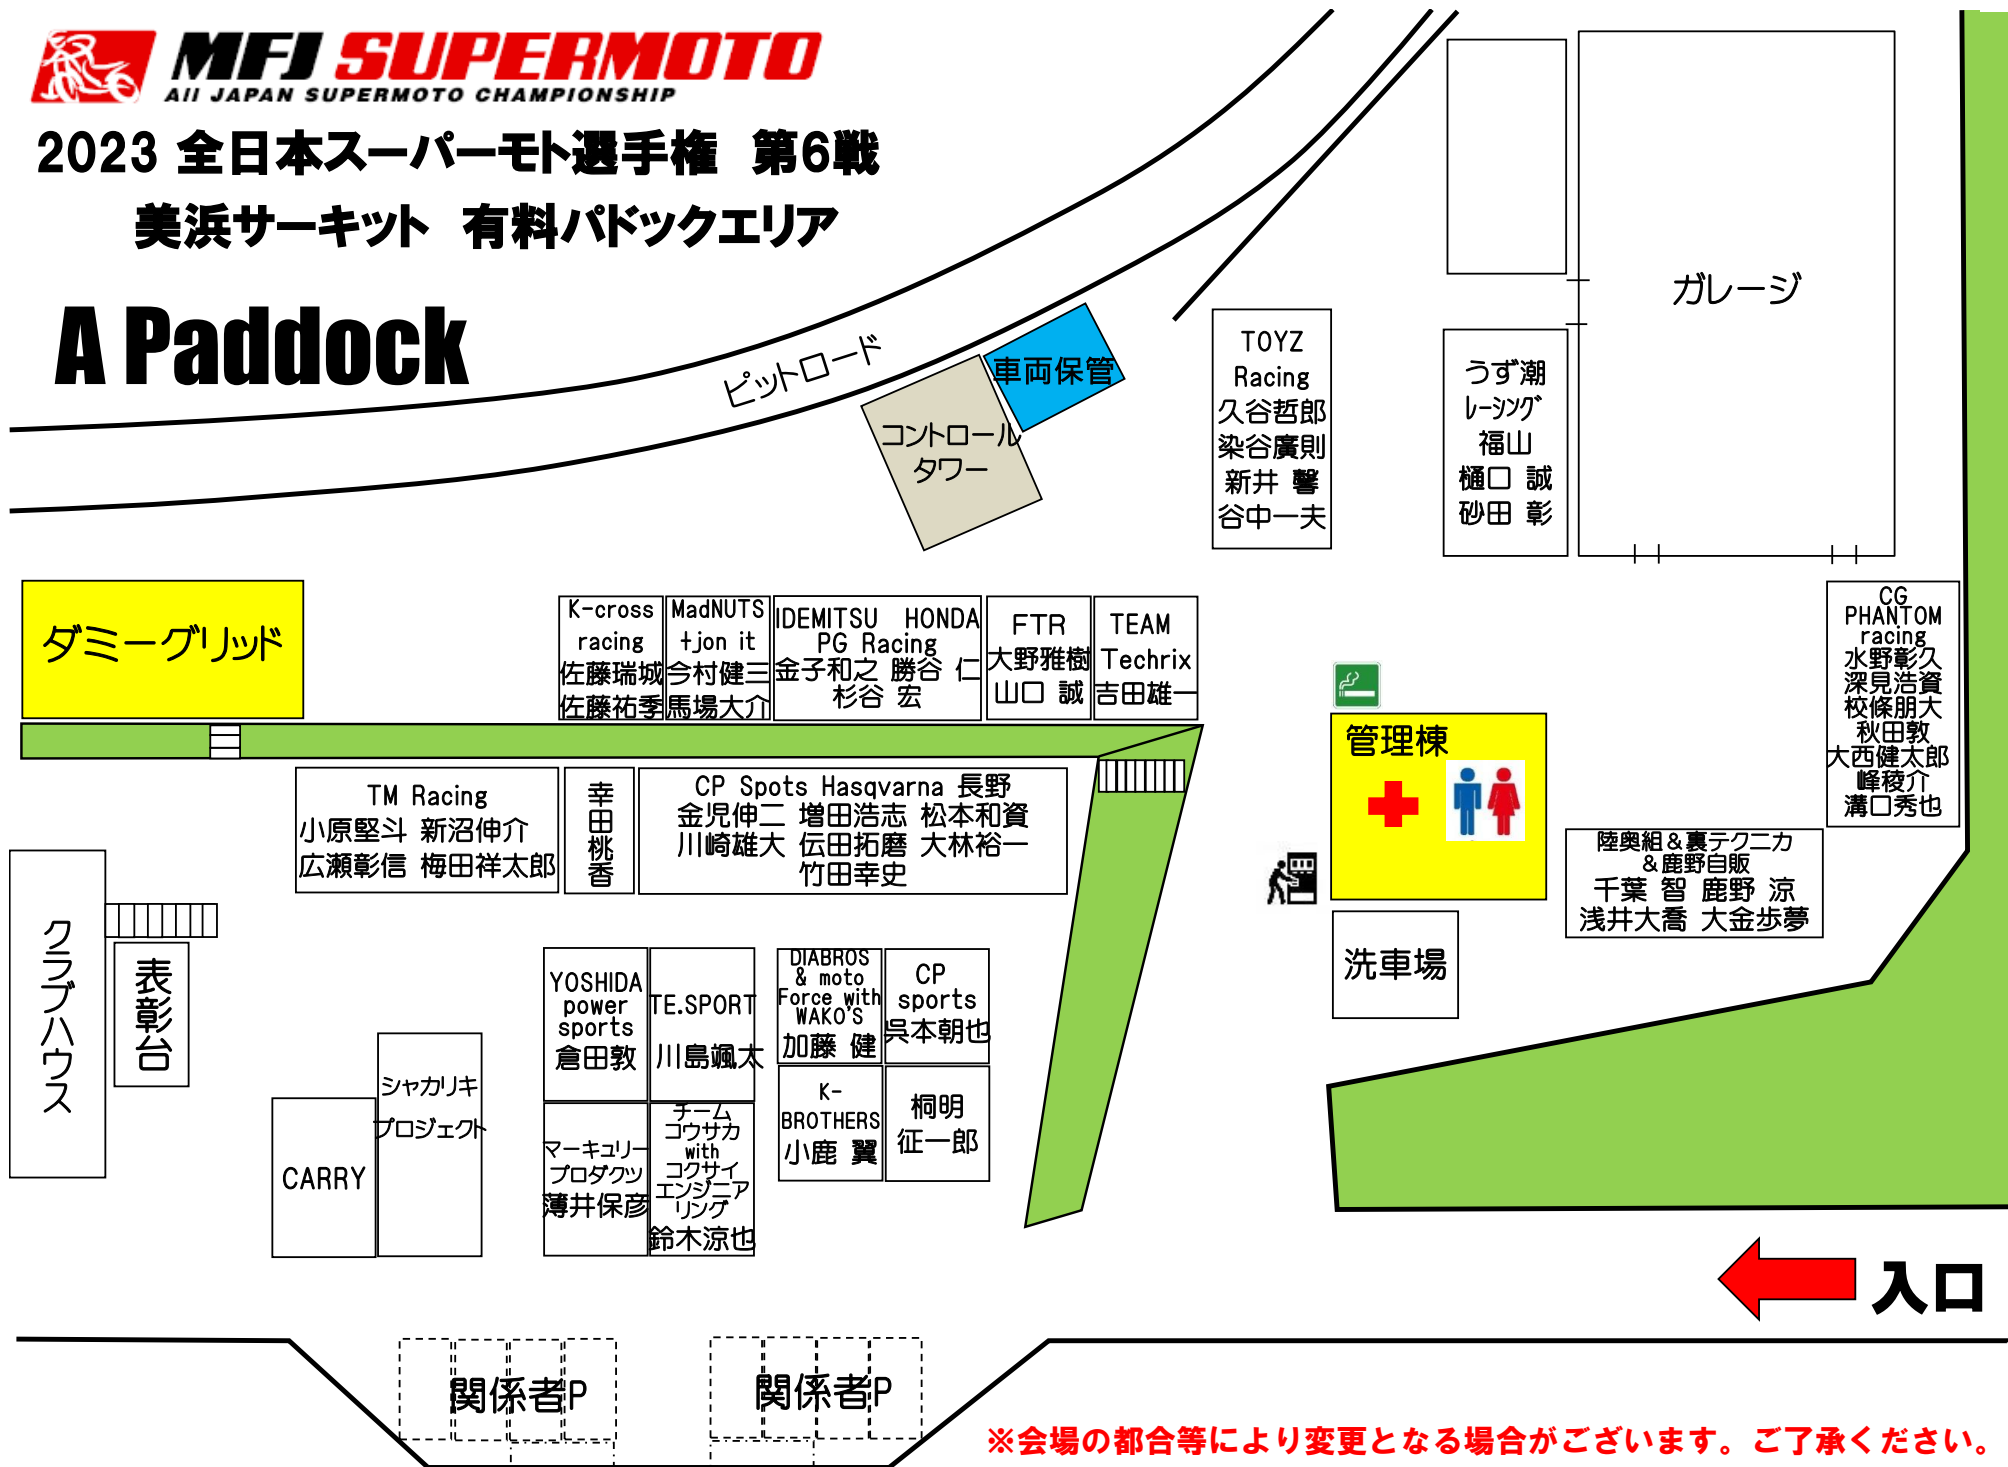 MFJ SUPERMOTO
All JAPAN SUPERMOTO CHAMPIONSHIP
2023 全日本スーパーモト選手権 第6戦
美浜サーキット 有料パドックエリア
A Paddock
ピットロード
車両保管
コントロール
タワー
TOYZ
Racing
久谷哲郎
染谷廣則
新井 馨
谷中一夫
うず潮
レーシング
福山
樋口 誠
砂田 彰
ガレージ
ダミーグリッド
K-cross
racing
佐藤瑞城
佐藤祐季
MadNUTS
+jon it
今村健三
馬場大介
IDEMITSU HONDA
PG Racing
金子和之 勝谷 仁
杉谷 宏
FTR
大野雅樹
山口 誠
TEAM
Techrix
吉田雄一
CG
PHANTOM
racing
水野彰久
深見浩資
校條朋大
秋田敦
大西健太郎
峰稜介
溝口秀也
管理棟
TM Racing
小原堅斗 新沼伸介
広瀬彰信 梅田祥太郎
幸田桃香
CP Spots Hasqvarna 長野
金児伸二 増田浩志 松本和資
川崎雄大 伝田拓磨 大林裕一
竹田幸史
陸奥組＆裏テクニカ
＆鹿野自販
千葉 智 鹿野 涼
浅井大喬 大金歩夢
洗車場
クラブハウス
表彰台
YOSHIDA
power
sports
倉田敦
TE.SPORT
川島颯太
DIABROS
& moto
Force with
WAKO'S
加藤 健
CP
sports
呉本朝也
シャカリキ
プロジェクト
CARRY
マーキュリー
プロダクツ
薄井保彦
チーム
コウサカ
with
コクサイ
エンジニア
リング
鈴木涼也
K-
BROTHERS
小鹿 翼
桐明
征一郎
入口
関係者P
関係者P
※会場の都合等により変更となる場合がございます。ご了承ください。